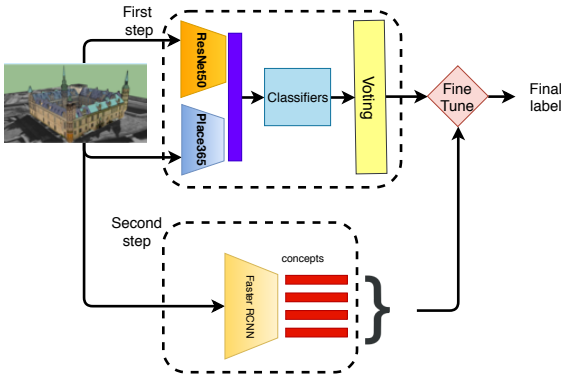 First
step
ResNet50
Place365
Classifiers
Voting
Fine
Tune
Final
label
Second
step
Faster RCNN
concepts